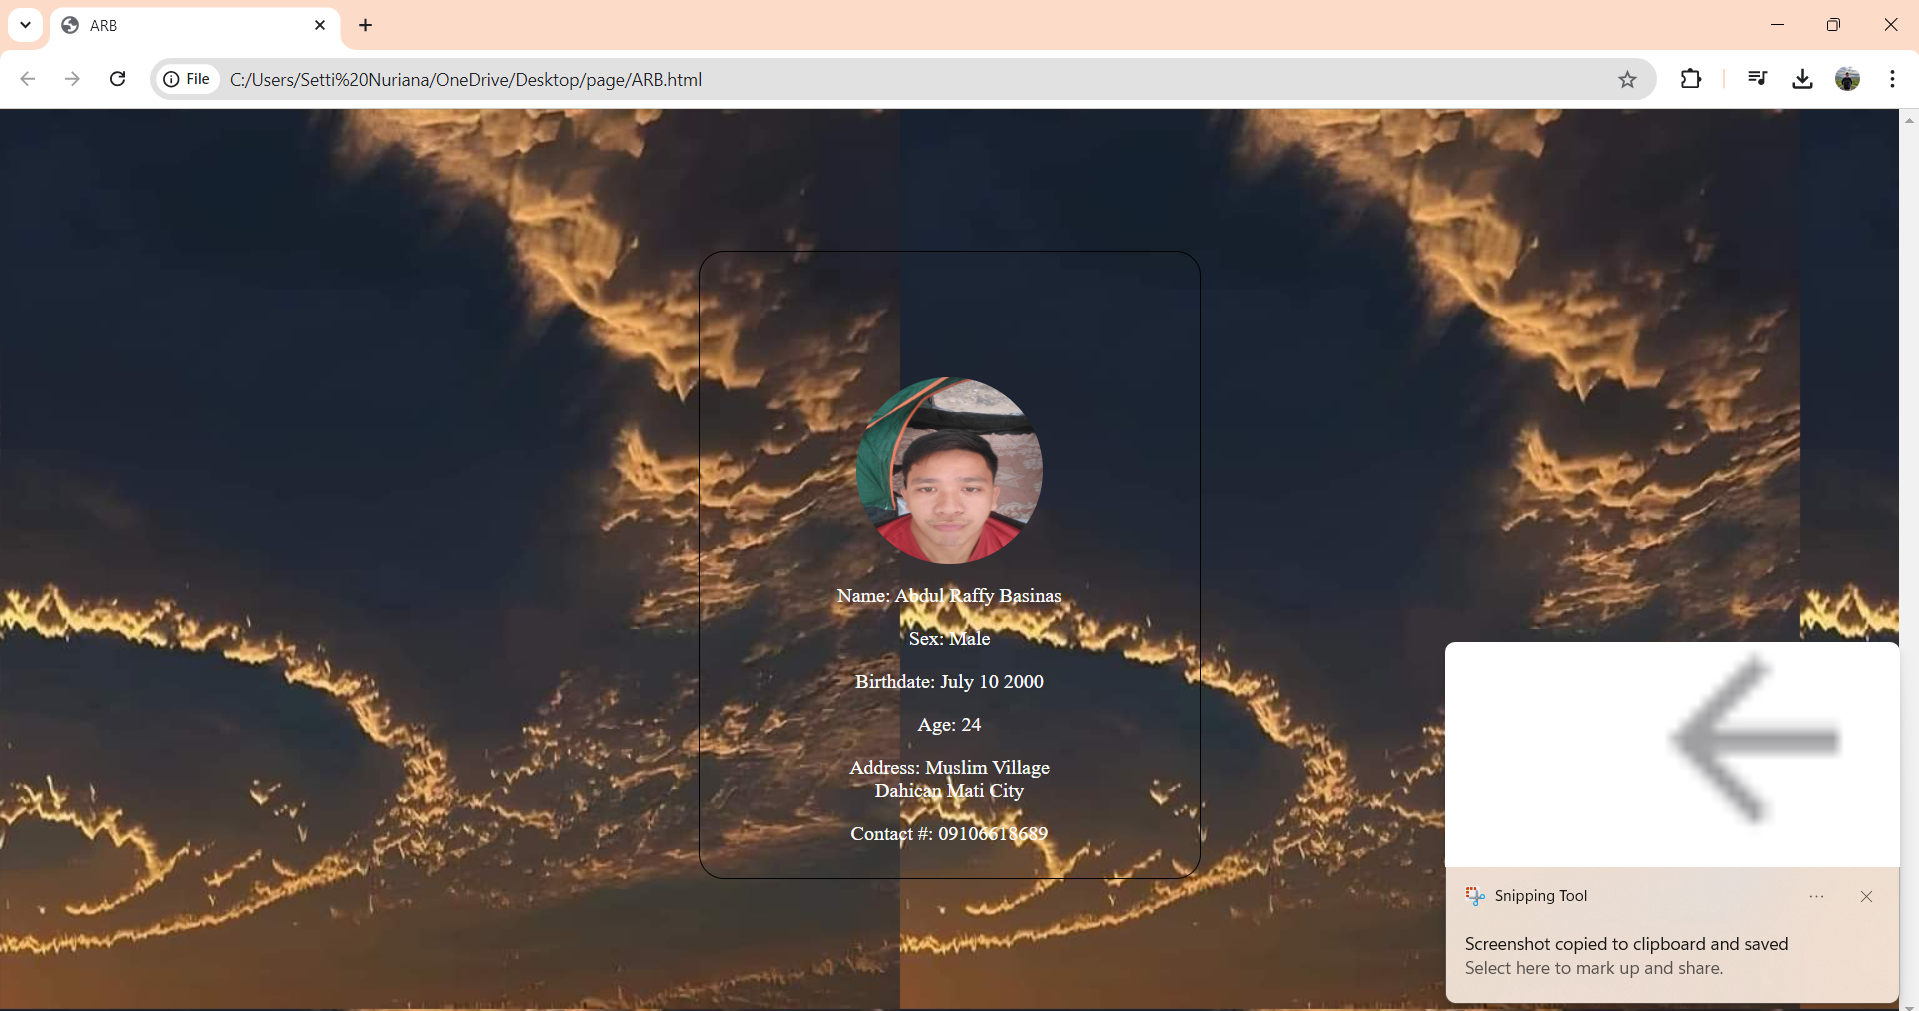 ARB
File
C:/Users/Setti%20Nuriana/OneDrive/Desktop/page/ARB.html
Name: Abdul Raffy Basinas
Sex: Male
Birthdate: July 10 2000
Age: 24
Address: Muslim Village
Dahican Mati City
Contact #: 09106618689
Snipping Tool
Screenshot copied to clipboard and saved
Select here to mark up and share.